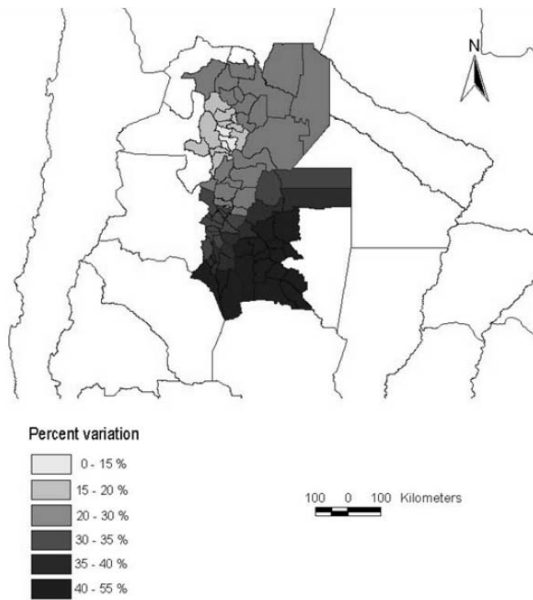 N
Percent variation
0 - 15 %
15 - 20 %
20 - 30 %
30 - 35 %
35 - 40 %
40 - 55 %
100 0 100 Kilometers